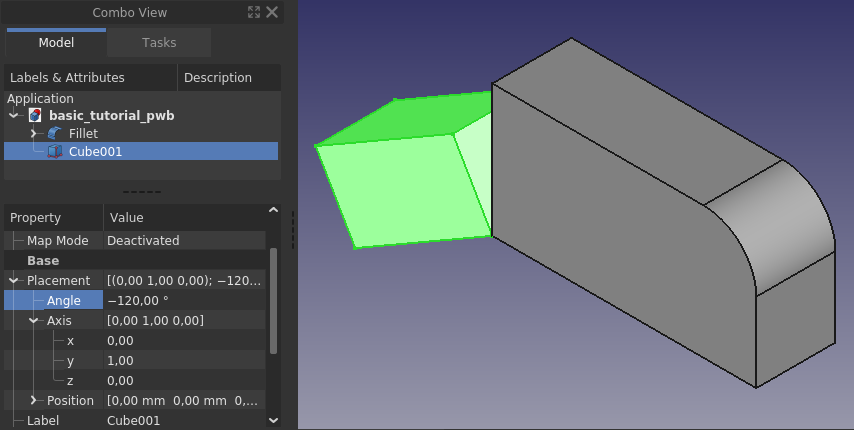 Combo View
Model Tasks
Labels & Attributes Description
Application
basic_tutorial_pwb
Fillet
Cube001
Property Value
Map Mode Deactivated
Base
Placement [(0,00 1,00 0,00); −120...
Angle −120,00 °
Axis [0,00 1,00 0,00]
x 0,00
y 1,00
z 0,00
Position [0,00 mm 0,00 mm 0,...
Label Cube001